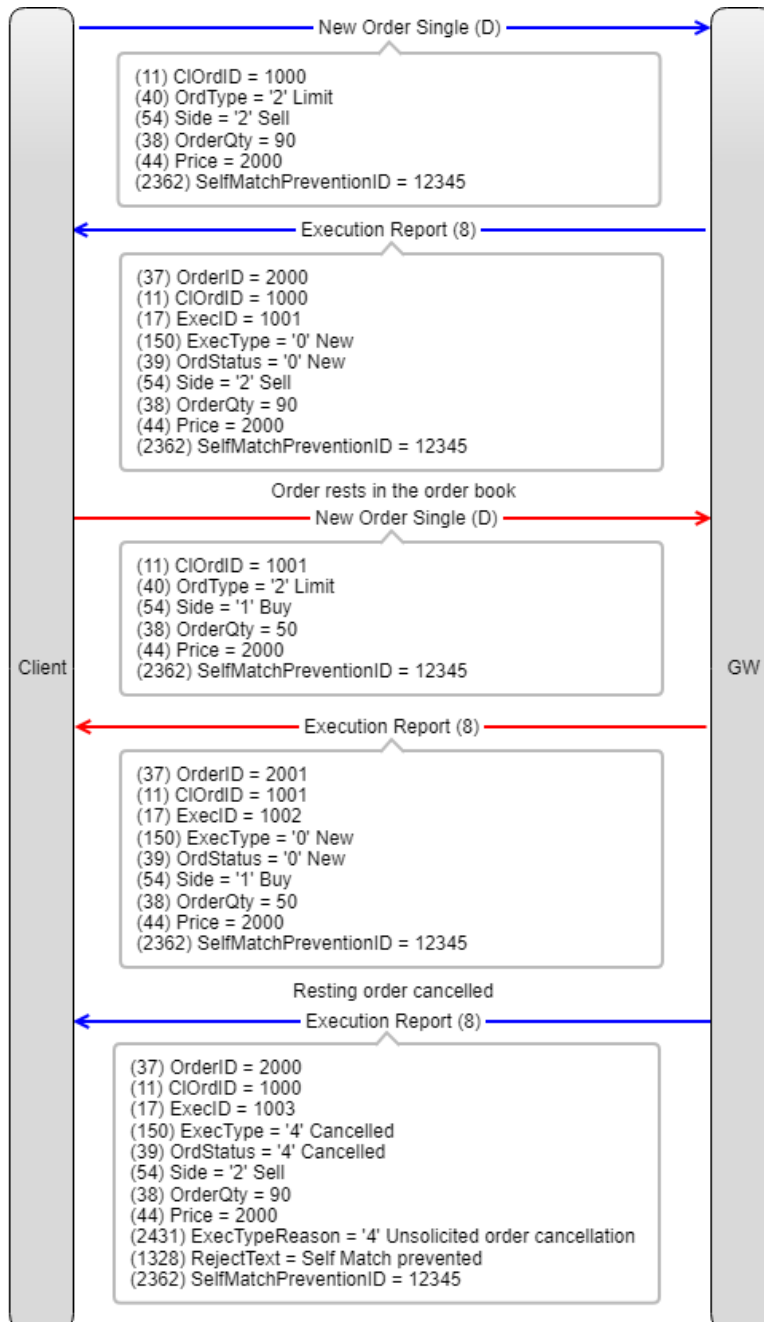 New Order Single (D)
(11) ClOrdID = 1000
(40) OrdType = '2' Limit
(54) Side = '2' Sell
(38) OrderQty = 90
(44) Price = 2000
(2362) SelfMatchPreventionID = 12345
Execution Report (8)
(37) OrderID = 2000
(11) ClOrdID = 1000
(17) ExecID = 1001
(150) ExecType = '0' New
(39) OrdStatus = '0' New
(54) Side = '2' Sell
(38) OrderQty = 90
(44) Price = 2000
(2362) SelfMatchPreventionID = 12345
Order rests in the order book
New Order Single (D)
(11) ClOrdID = 1001
(40) OrdType = '2' Limit
(54) Side = '1' Buy
(38) OrderQty = 50
(44) Price = 2000
(2362) SelfMatchPreventionID = 12345
Client
GW
Execution Report (8)
(37) OrderID = 2001
(11) ClOrdID = 1001
(17) ExecID = 1002
(150) ExecType = '0' New
(39) OrdStatus = '0' New
(54) Side = '1' Buy
(38) OrderQty = 50
(44) Price = 2000
(2362) SelfMatchPreventionID = 12345
Resting order cancelled
Execution Report (8)
(37) OrderID = 2000
(11) ClOrdID = 1000
(17) ExecID = 1003
(150) ExecType = '4' Cancelled
(39) OrdStatus = '4' Cancelled
(54) Side = '2' Sell
(38) OrderQty = 90
(44) Price = 2000
(2431) ExecTypeReason = '4' Unsolicited order cancellation
(1328) RejectText = Self Match prevented
(2362) SelfMatchPreventionID = 12345